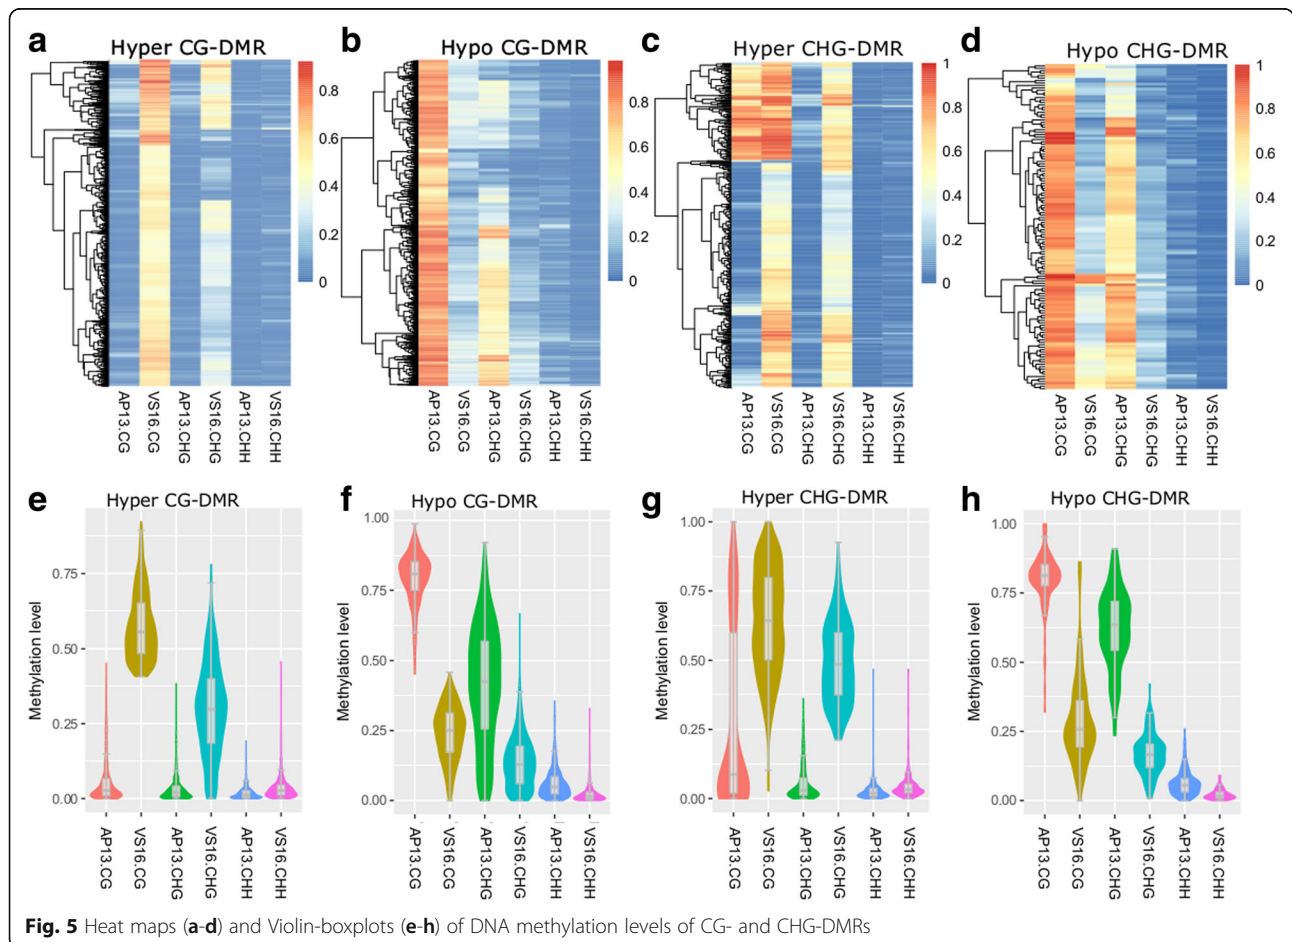 a
Hyper CG-DMR
0.8
0.6
0.4
0.2
0
AP13.CG
VS16.CG
AP13.CHG
VS16.CHG
AP13.CHH
VS16.CHH
b
Hypo CG-DMR
0.8
0.6
0.4
0.2
0
AP13.CG
VS16.CG
AP13.CHG
VS16.CHG
AP13.CHH
VS16.CHH
c
Hyper CHG-DMR
1
0.8
0.6
0.4
0.2
0
AP13.CG
VS16.CG
AP13.CHG
VS16.CHG
AP13.CHH
VS16.CHH
d
Hypo CHG-DMR
1
0.8
0.6
0.4
0.2
0
AP13.CG
VS16.CG
AP13.CHG
VS16.CHG
AP13.CHH
VS16.CHH
e
Hyper CG-DMR
Methylation level
0.75
0.50
0.25
0.00
AP13.CG
VS16.CG
AP13.CHG
VS16.CHG
AP13.CHH
VS16.CHH
f
Hypo CG-DMR
Methylation level
1.00
0.75
0.50
0.25
0.00
AP13.CG
VS16.CG
AP13.CHG
VS16.CHG
AP13.CHH
VS16.CHH
g
Hyper CHG-DMR
Methylation level
1.00
0.75
0.50
0.25
0.00
AP13.CG
VS16.CG
AP13.CHG
VS16.CHG
AP13.CHH
VS16.CHH
h
Hypo CHG-DMR
Methylation level
1.00
0.75
0.50
0.25
0.00
AP13.CG
VS16.CG
AP13.CHG
VS16.CHG
AP13.CHH
VS16.CHH
Fig. 5 Heat maps (a-d) and Violin-boxplots (e-h) of DNA methylation levels of CG- and CHG-DMRs